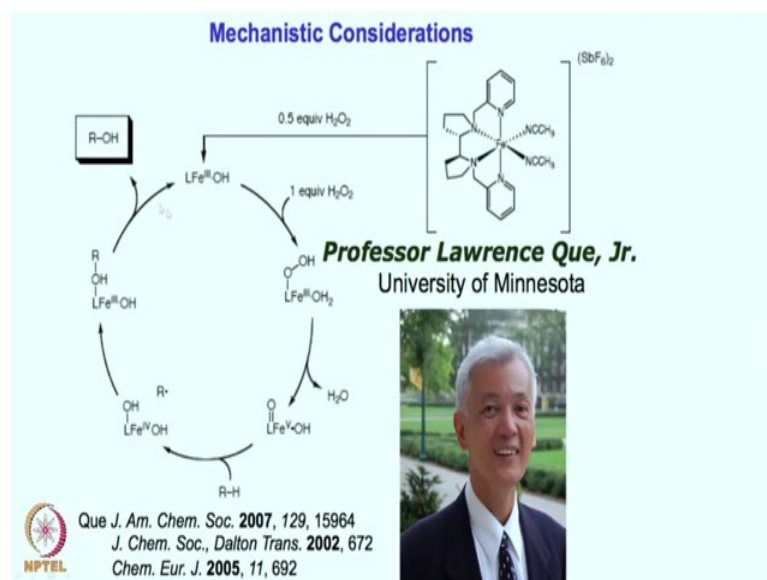 Mechanistic Considerations
(SbF₆)₂
0.5 equiv H₂O₂
N
N
N
N
Fe
NCCH₃
NCCH₃
R–OH
LFeᴵᴵᴵ-OH
1 equiv H₂O₂
Professor Lawrence Que, Jr.
University of Minnesota
OH
O
LFeᴵᴵᴵ-OH₂
R
OH
LFeᴵᴵᴵ-OH
H₂O
O
LFeⱽ-OH
R•
OH
LFeᴵⱽOH
R–H
Que J. Am. Chem. Soc. 2007, 129, 15964
J. Chem. Soc., Dalton Trans. 2002, 672
Chem. Eur. J. 2005, 11, 692
NPTEL